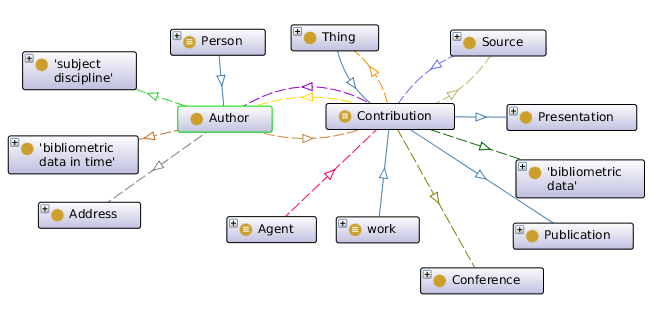 Thing
Person
Source
'subject
discipline'
Author
Contribution
Presentation
'bibliometric
data in time'
'bibliometric
data'
Address
Agent
work
Publication
Conference